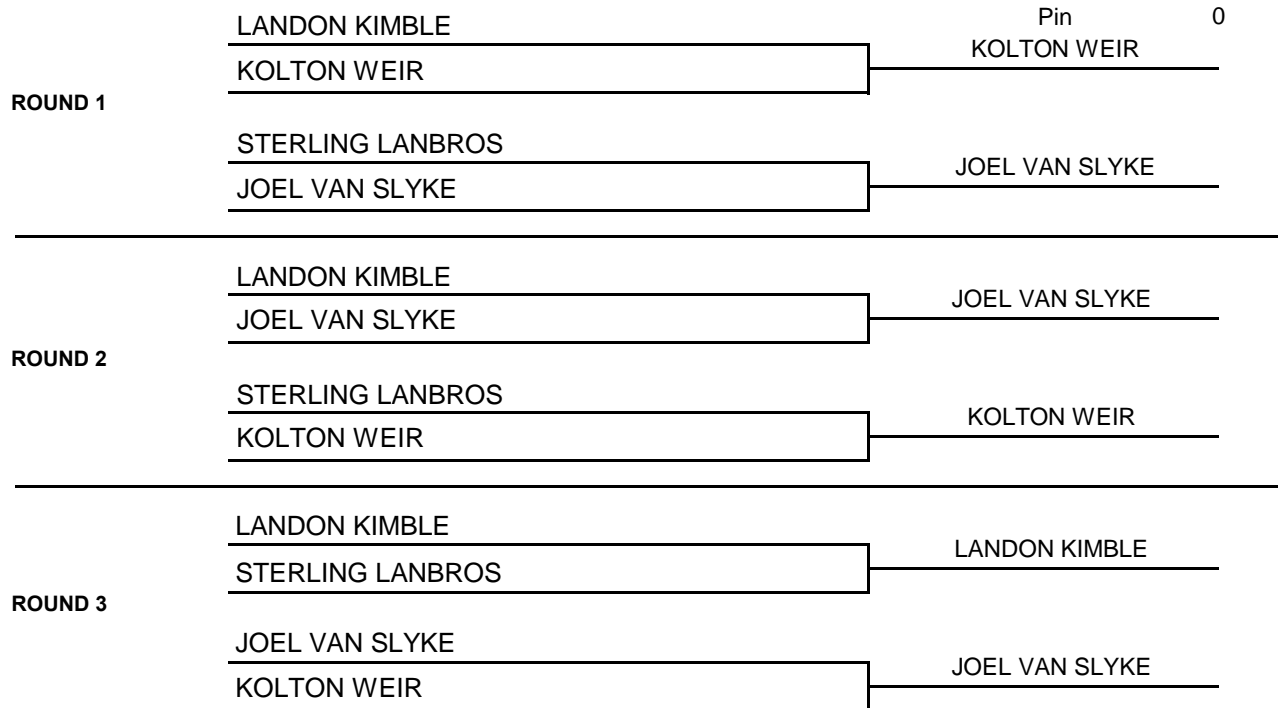 LANDON KIMBLE Pin 0
KOLTON WEIR KOLTON WEIR
ROUND 1
STERLING LANBROS
JOEL VAN SLYKE JOEL VAN SLYKE
LANDON KIMBLE
JOEL VAN SLYKE JOEL VAN SLYKE
ROUND 2
STERLING LANBROS
KOLTON WEIR KOLTON WEIR
LANDON KIMBLE
STERLING LANBROS LANDON KIMBLE
ROUND 3
JOEL VAN SLYKE
KOLTON WEIR JOEL VAN SLYKE